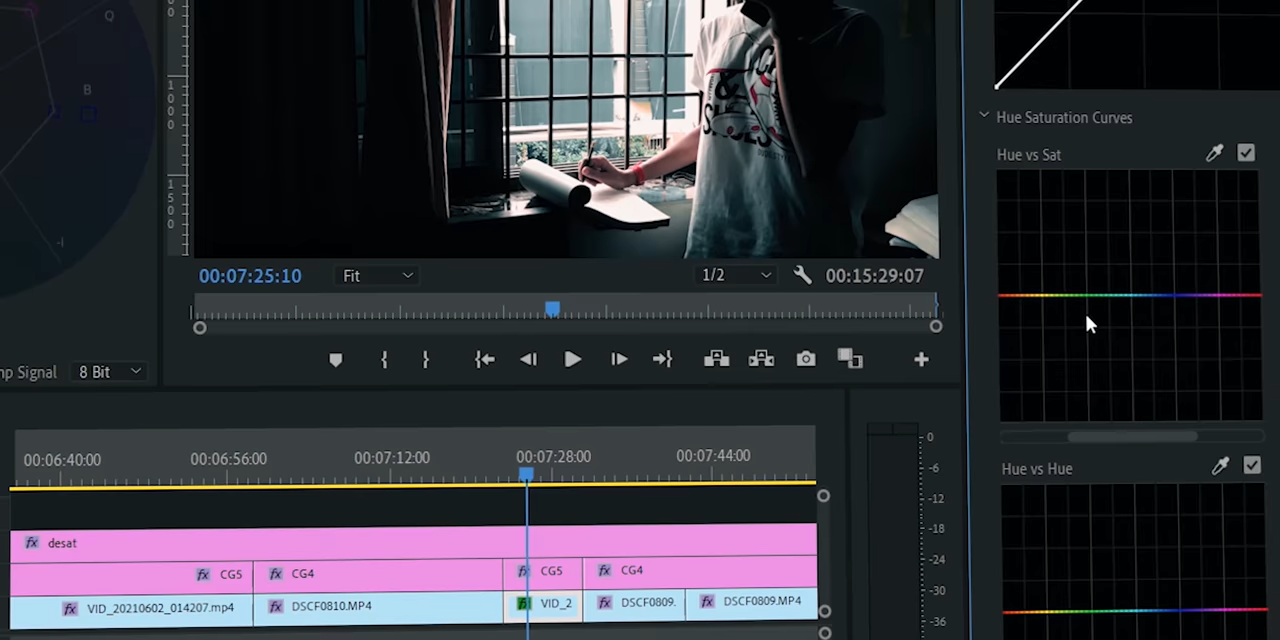 Q
B
1000
1500
-I
Hue Saturation Curves
Hue vs Sat
&
00:07:25:10
Fit
1/2
00:15:29:07
8 Bit
Signal
00:06:40:00
00:06:56:00
00:07:12:00
00:07:28:00
00:07:44:00
0
-6
-12
-18
-24
-30
-36
Hue vs Hue
fx desat
fx CG5
fx CG4
fx CG5
fx CG4
fx VID_20210602_014207.mp4
fx DSCF0810.MP4
fx VID_2
fx DSCF0809.
fx DSCF0809.MP4